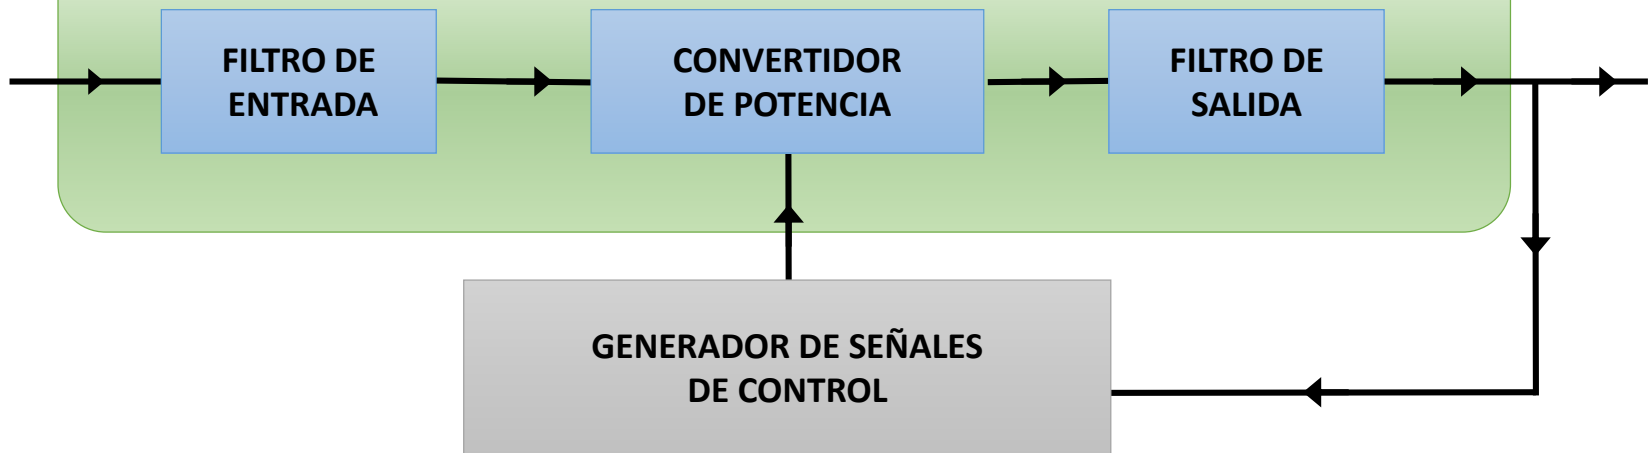 FILTRO DE
ENTRADA
CONVERTIDOR
DE POTENCIA
FILTRO DE
SALIDA
GENERADOR DE SEÑALES
DE CONTROL